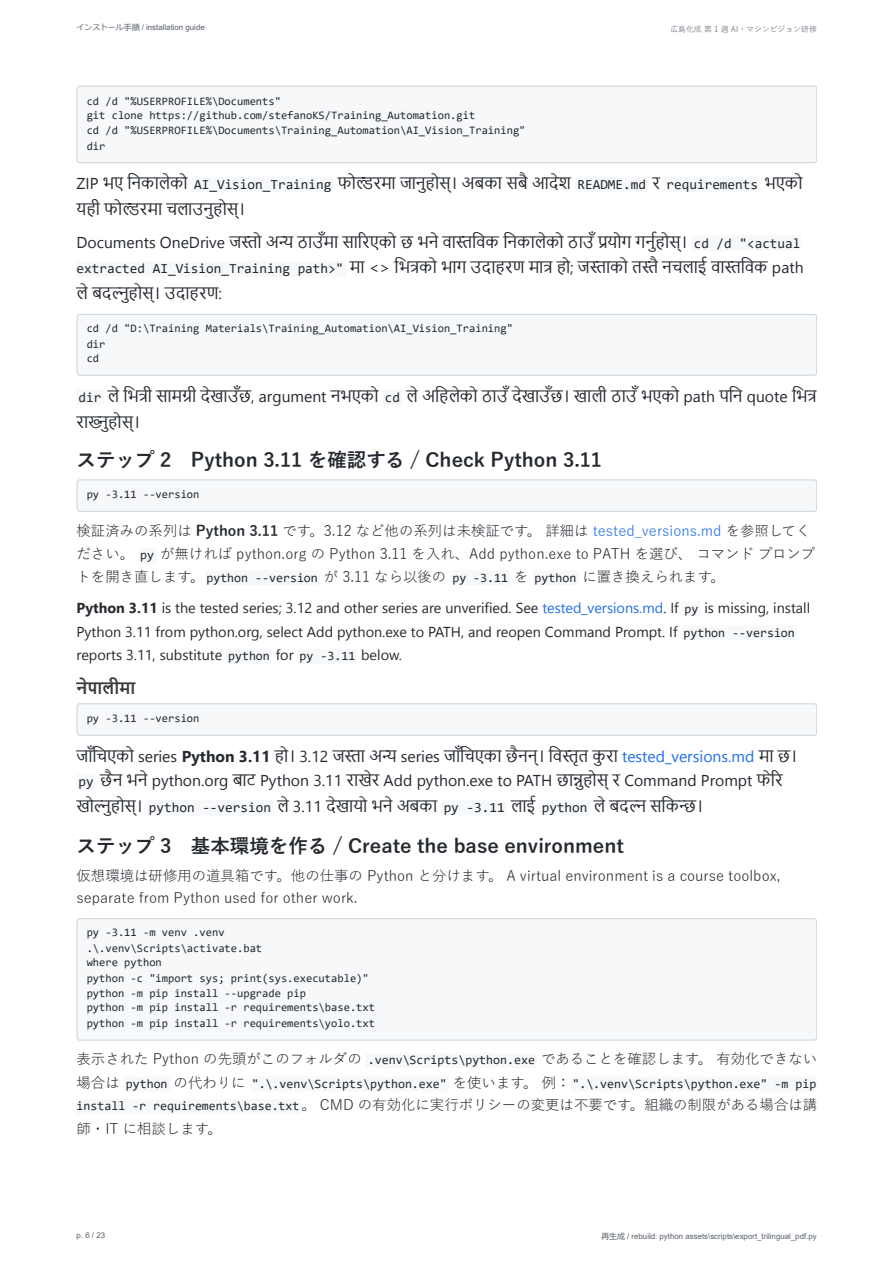 インストール手順 / installation guide
広島化成 第 1 週 AI・マシンビジョン研修
cd /d "%USERPROFILE%\Documents"
git clone https://github.com/stefanoKS/Training_Automation.git
cd /d "%USERPROFILE%\Documents\Training_Automation\AI_Vision_Training"
dir
ZIP भए निकालेको AI_Vision_Training फोल्डरमा जानुहोस्। अबका सबै आदेश README.md र requirements भएको
यही फोल्डरमा चलाउनुहोस्।
Documents OneDrive जस्तो अन्य ठाउँमा सारिएको छ भने वास्तविक निकालेको ठाउँ प्रयोग गर्नुहोस्। cd /d "<actual
extracted AI_Vision_Training path>" मा <> भित्रको भाग उदाहरण मात्र हो; जस्ताको तस्तै नचलाई वास्तविक path
ले बदल्नुहोस्। उदाहरण:
cd /d "D:\Training Materials\Training_Automation\AI_Vision_Training"
dir
cd
dir ले भित्री सामग्री देखाउँछ, argument नभएको cd ले अहिलेको ठाउँ देखाउँछ। खाली ठाउँ भएको path पनि quote भित्र
राख्नुहोस्।
ステップ 2　Python 3.11 を確認する / Check Python 3.11
py -3.11 --version
検証済みの系列は Python 3.11 です。3.12 など他の系列は未検証です。 詳細は tested_versions.md を参照してく
ださい。 py が無ければ python.org の Python 3.11 を入れ、Add python.exe to PATH を選び、 コマンド プロンプ
トを開き直します。python --version が 3.11 なら以後の py -3.11 を python に置き換えられます。
Python 3.11 is the tested series; 3.12 and other series are unverified. See tested_versions.md. If py is missing, install
Python 3.11 from python.org, select Add python.exe to PATH, and reopen Command Prompt. If python --version
reports 3.11, substitute python for py -3.11 below.
नेपालीमा
py -3.11 --version
जाँचिएको series Python 3.11 हो। 3.12 जस्ता अन्य series जाँचिएका छैनन्। विस्तृत कुरा tested_versions.md मा छ।
py छैन भने python.org बाट Python 3.11 राखेर Add python.exe to PATH छान्नुहोस् र Command Prompt फेरि
खोल्नुहोस्। python --version ले 3.11 देखायो भने अबका py -3.11 लाई python ले बदल्न सकिन्छ।
ステップ 3　基本環境を作る / Create the base environment
仮想環境は研修用の道具箱です。他の仕事の Python と分けます。 A virtual environment is a course toolbox,
separate from Python used for other work.
py -3.11 -m venv .venv
.\.venv\Scripts\activate.bat
where python
python -c "import sys; print(sys.executable)"
python -m pip install --upgrade pip
python -m pip install -r requirements\base.txt
python -m pip install -r requirements\yolo.txt
表示された Python の先頭がこのフォルダの .venv\Scripts\python.exe であることを確認します。 有効化できない
場合は python の代わりに ".\.venv\Scripts\python.exe" を使います。 例：".\.venv\Scripts\python.exe" -m pip
install -r requirements\base.txt。 CMD の有効化に実行ポリシーの変更は不要です。組織の制限がある場合は講
師・IT に相談します。
p. 6 / 23
再生成 / rebuild: python assets\scripts\export_trilingual_pdf.py